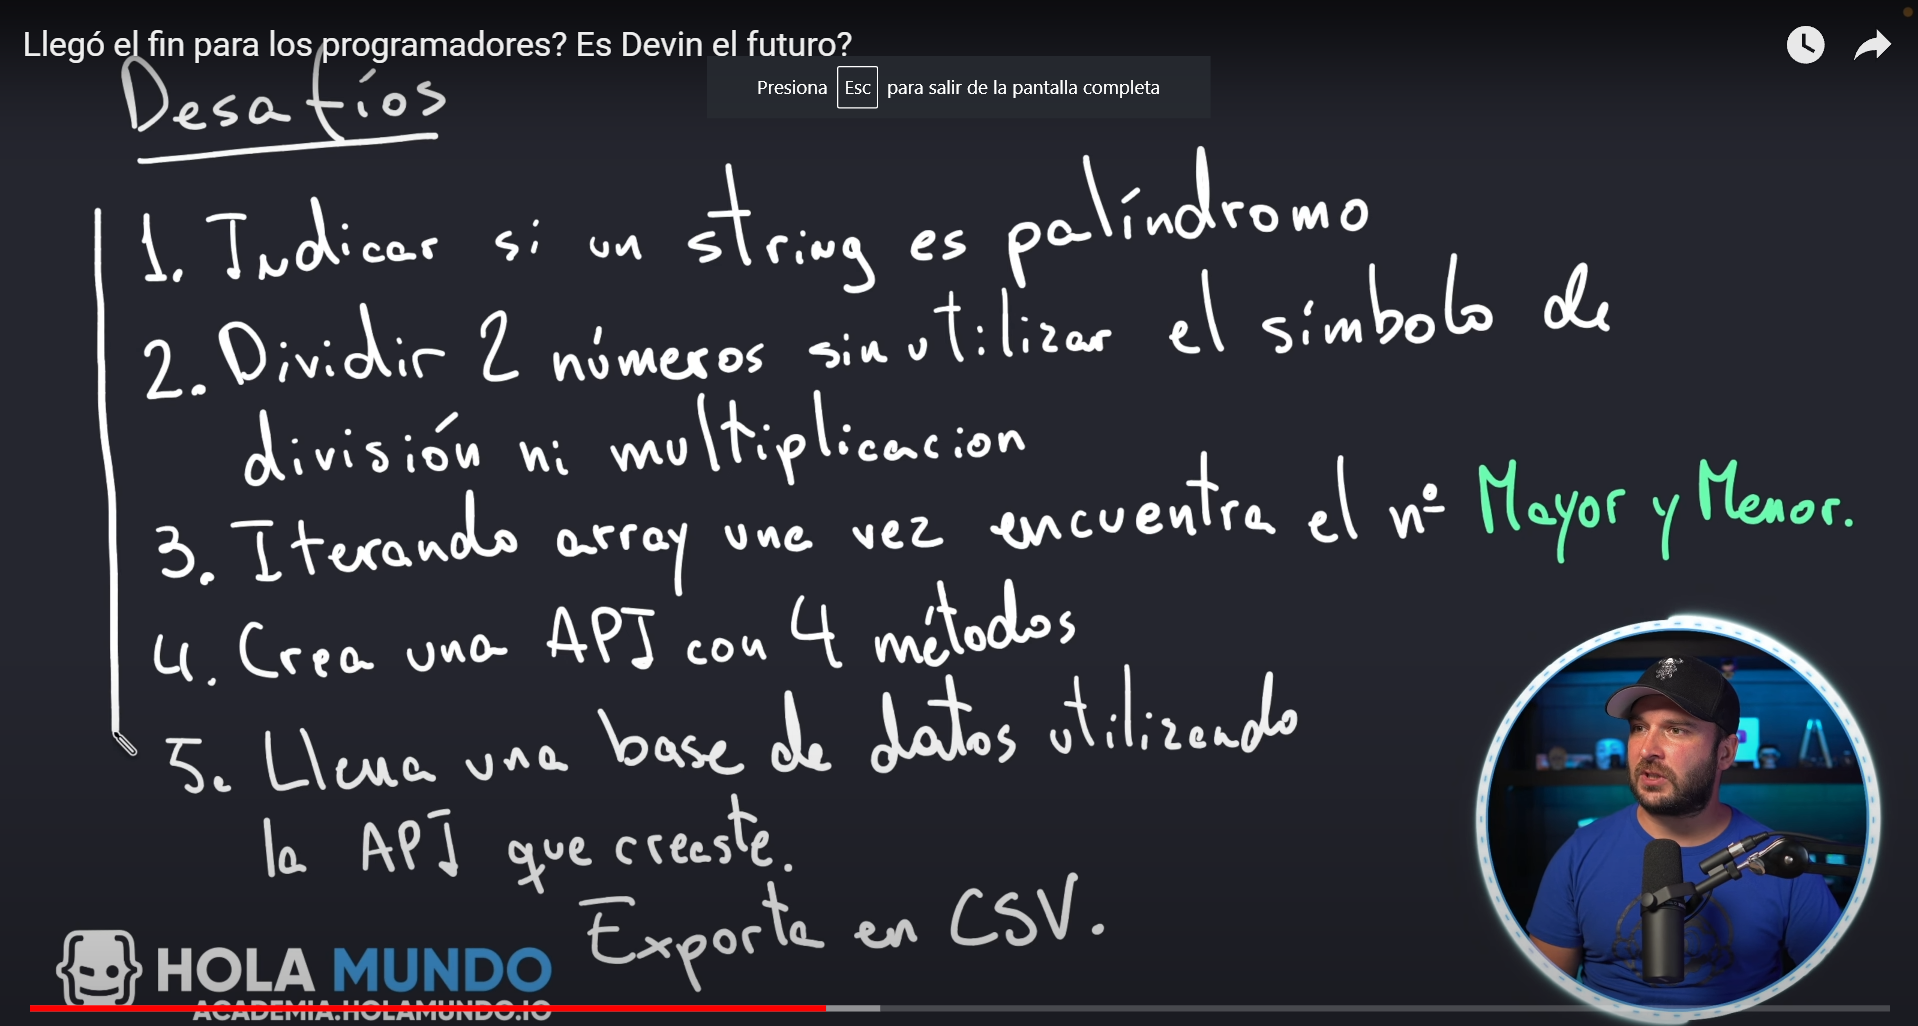 Llegó el fin para los programadores? Es Devin el futuro?
Presiona Esc para salir de la pantalla completa
Desafíos
1. Indicar si un string es palíndromo
2. Dividir 2 números sin utilizar el símbolo de
división ni multiplicacion
3. Iterando array una vez encuentra el nº Mayor y Menor.
4. Crea una API con 4 métodos
5. Llena una base de datos utilizando
la API que creaste.
Exporta en CSV.
HOLA MUNDO
ACADEMIA.HOLAMUNDO.IO